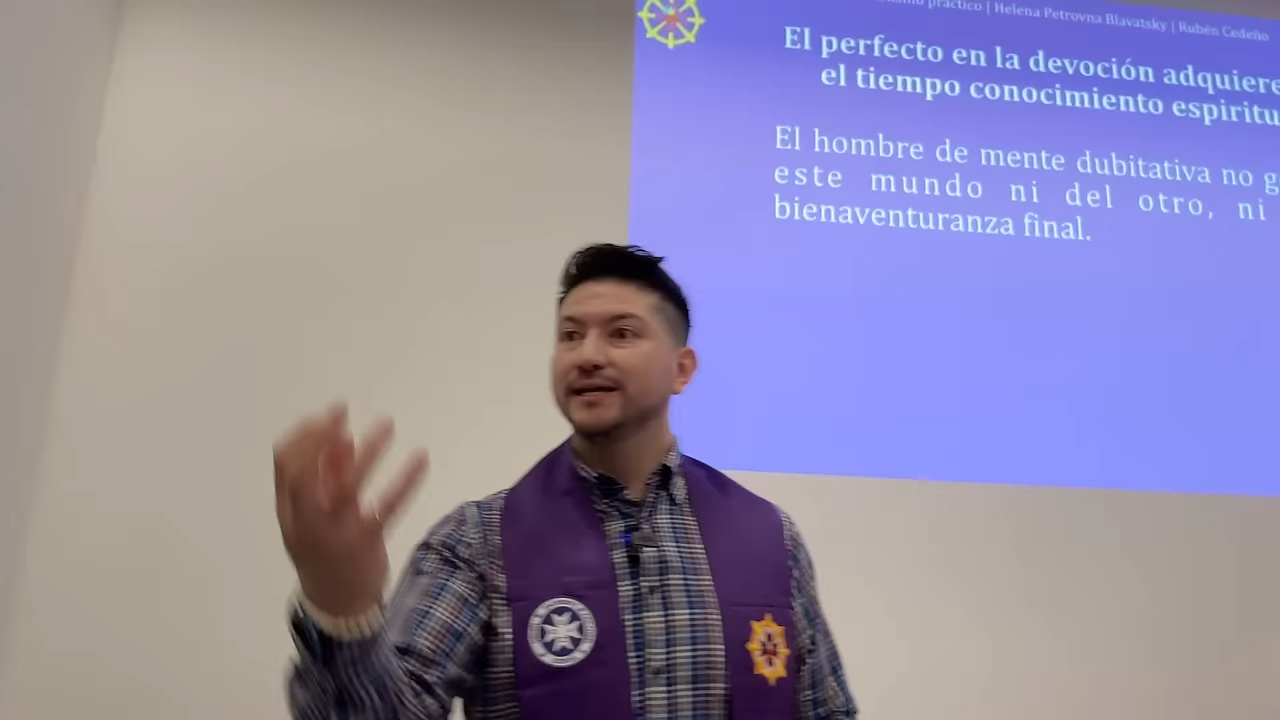 práctico | Helena Petrovna Blavatsky | Rubén Cedeño
El perfecto en la devoción adquiere
el tiempo conocimiento espiritu
El hombre de mente dubitativa no g
este mundo ni del otro, ni
bienaventuranza final.